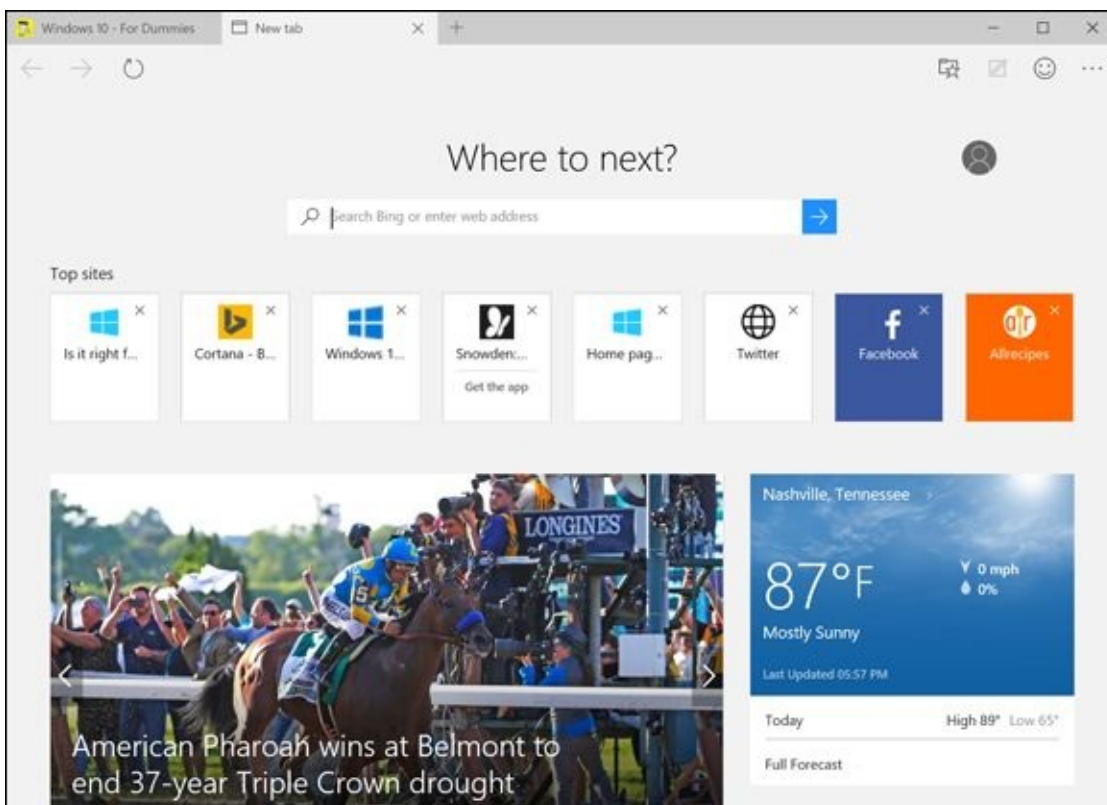 Windows 10 - For Dummies
New tab
Where to next?
Search Bing or enter web address
Top sites
Is it right f...
Cortana - B...
Windows 1...
Snowden:...
Get the app
Home pag...
Twitter
Facebook
Allrecipes
LONGINES
5
American Pharoah wins at Belmont to
end 37-year Triple Crown drought
Nashville, Tennessee
87°F
0 mph
0%
Mostly Sunny
Last Updated 05:57 PM
Today High 89° Low 65°
Full Forecast